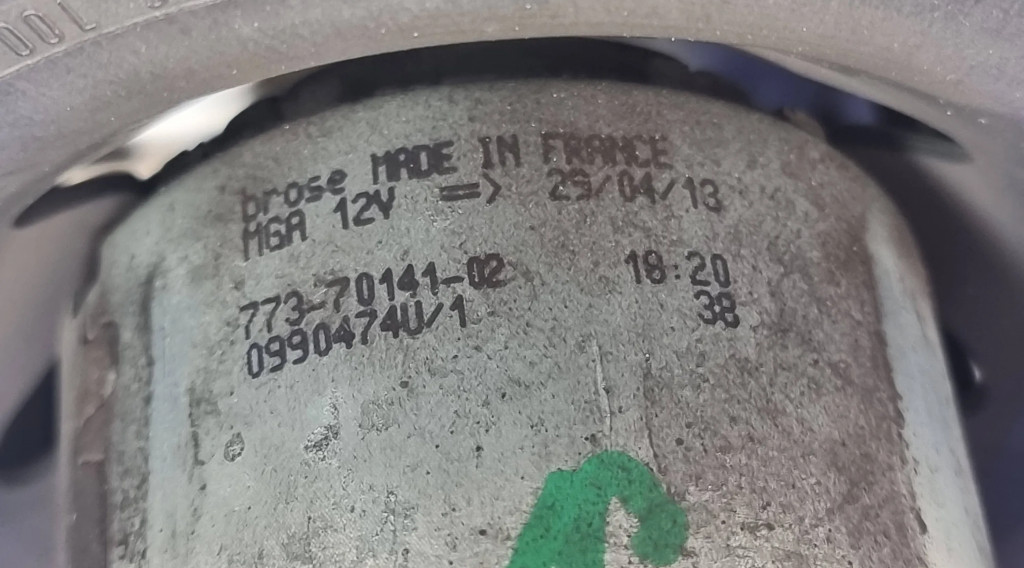 brose MADE IN FRANCE
MGA 12V => 29/04/13
773-70141-02 18:20
0990474U/1 38